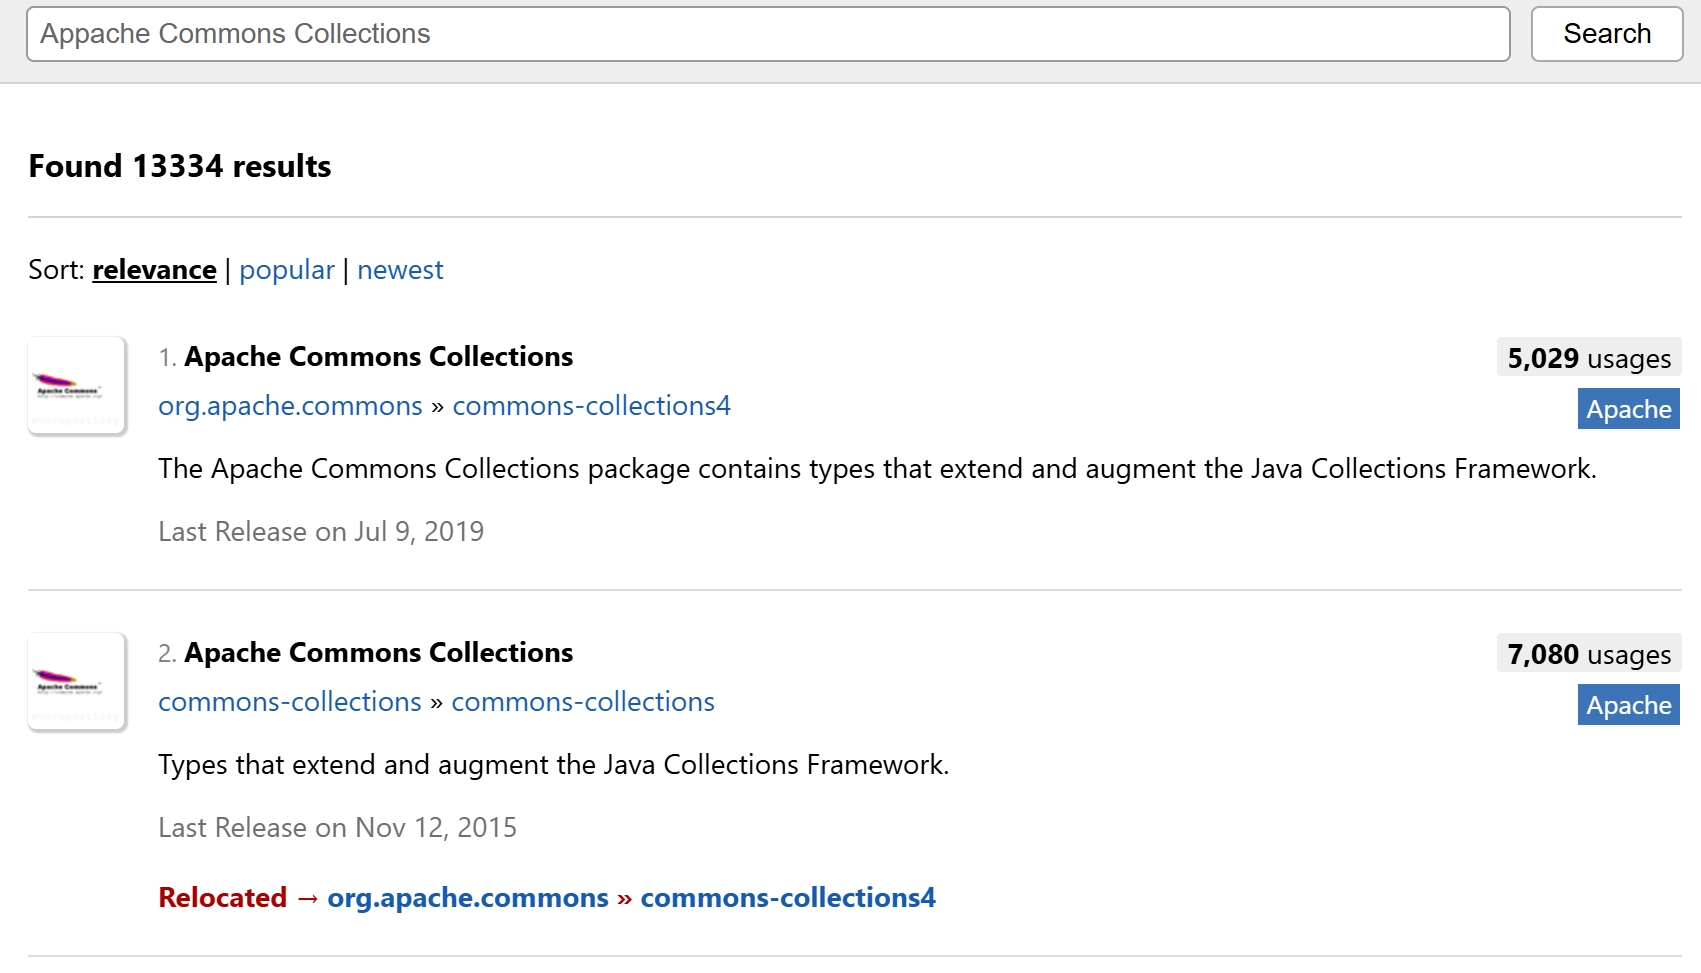 Appache Commons Collections
Search
Found 13334 results
Sort: relevance | popular | newest
1. Apache Commons Collections
5,029 usages
org.apache.commons » commons-collections4
Apache
Apache Commons
The Apache Commons Collections package contains types that extend and augment the Java Collections Framework.
Last Release on Jul 9, 2019
2. Apache Commons Collections
7,080 usages
commons-collections » commons-collections
Apache
Apache Commons
Types that extend and augment the Java Collections Framework.
Last Release on Nov 12, 2015
Relocated → org.apache.commons » commons-collections4